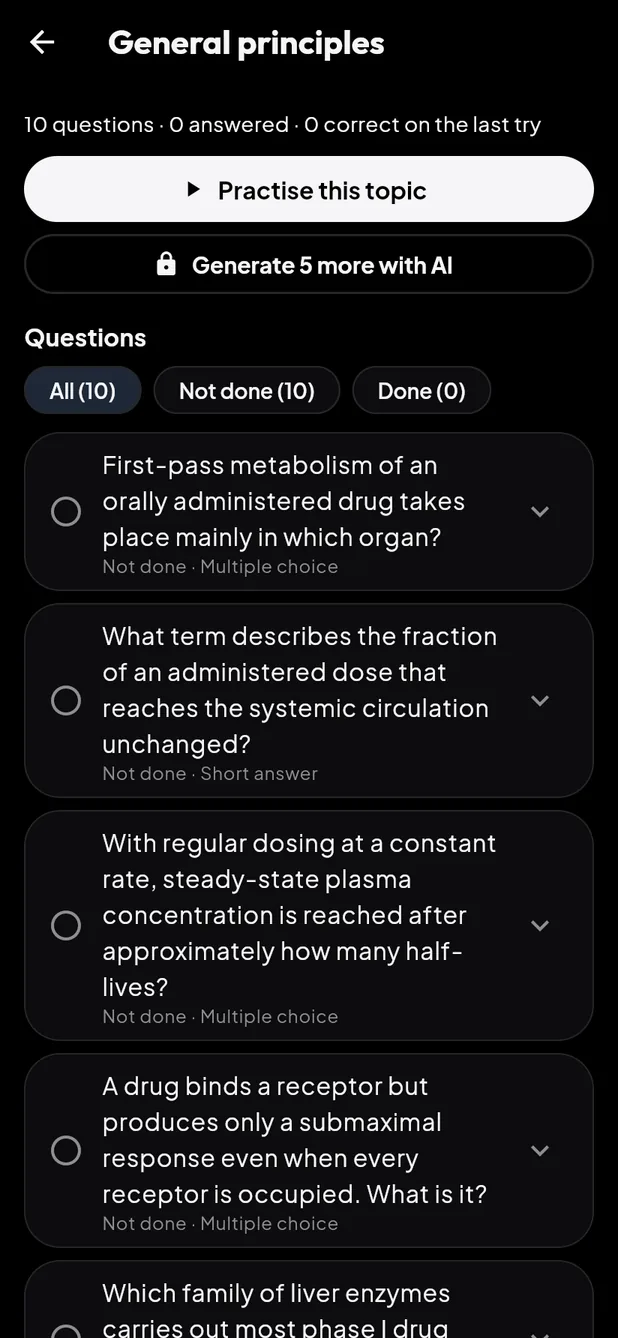 General principles
10 questions · 0 answered · 0 correct on the last try
Practise this topic
Generate 5 more with AI
Questions
All (10)
Not done (10)
Done (0)
First-pass metabolism of an
orally administered drug takes
place mainly in which organ?
Not done · Multiple choice
What term describes the fraction
of an administered dose that
reaches the systemic circulation
unchanged?
Not done · Short answer
With regular dosing at a constant
rate, steady-state plasma
concentration is reached after
approximately how many half-
lives?
Not done · Multiple choice
A drug binds a receptor but
produces only a submaximal
response even when every
receptor is occupied. What is it?
Not done · Multiple choice
Which family of liver enzymes
carries out most phase I drug